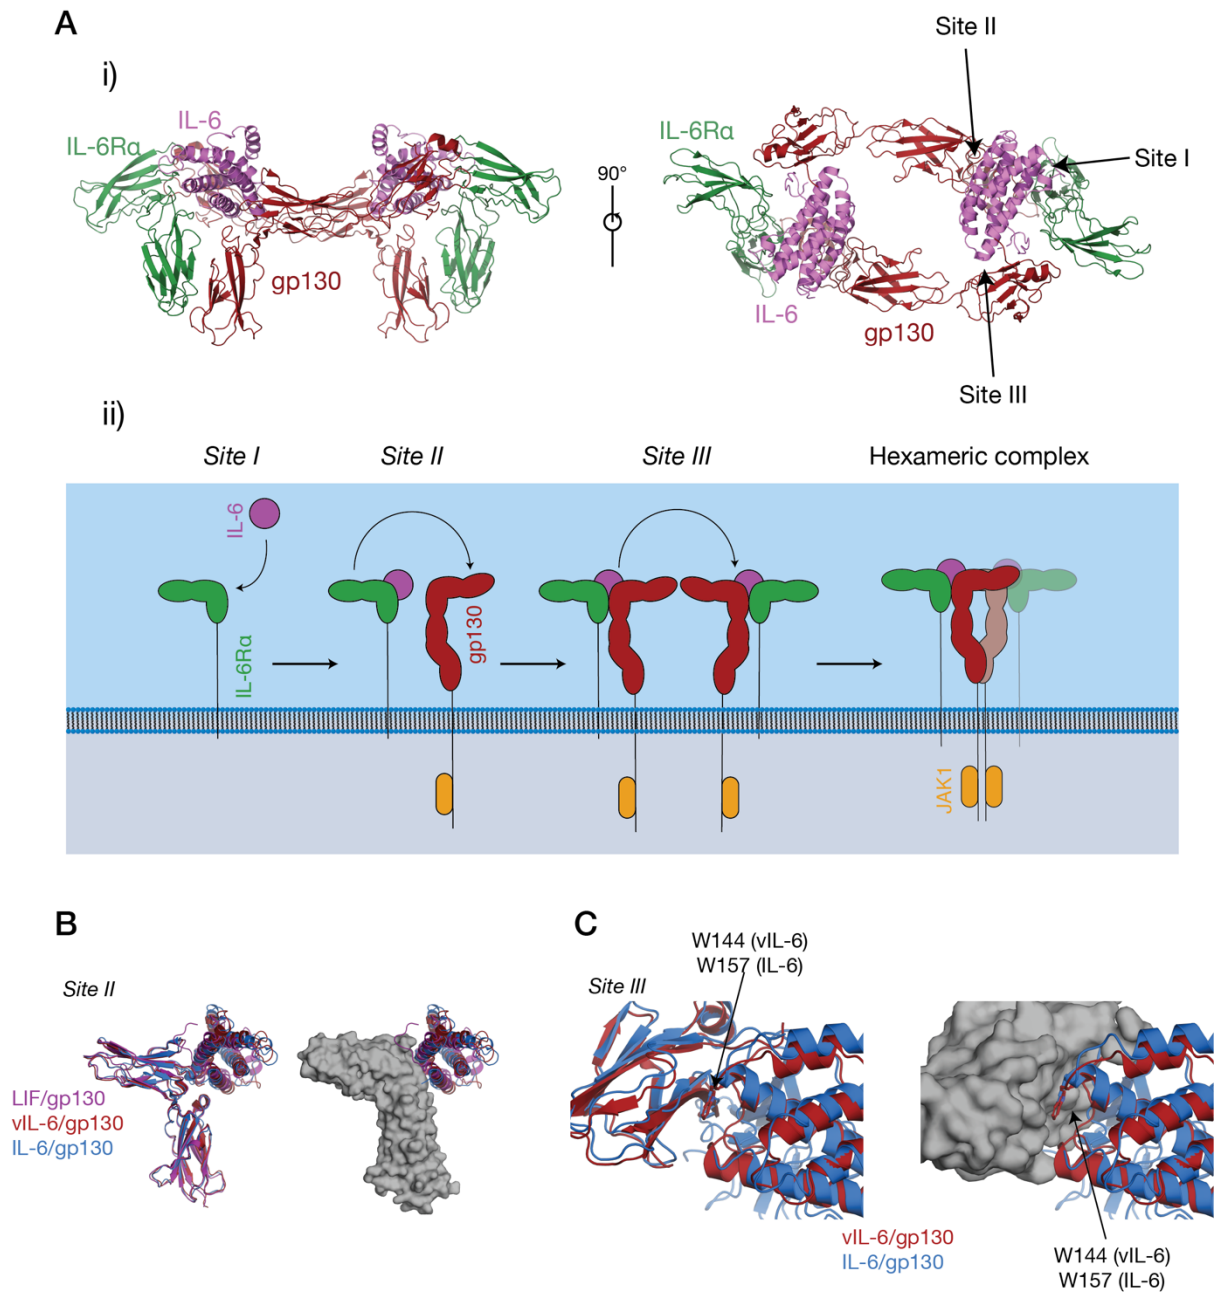 A
i)
IL-6
IL-6Rα
gp130
90°
Site II
IL-6Rα
Site I
IL-6
gp130
Site III
ii)
Site I
Site II
Site III
Hexameric complex
IL-6
IL-6Rα
gp130
JAK1
B
Site II
LIF/gp130
vIL-6/gp130
IL-6/gp130
C
W144 (vIL-6)
W157 (IL-6)
Site III
vIL-6/gp130
IL-6/gp130
W144 (vIL-6)
W157 (IL-6)